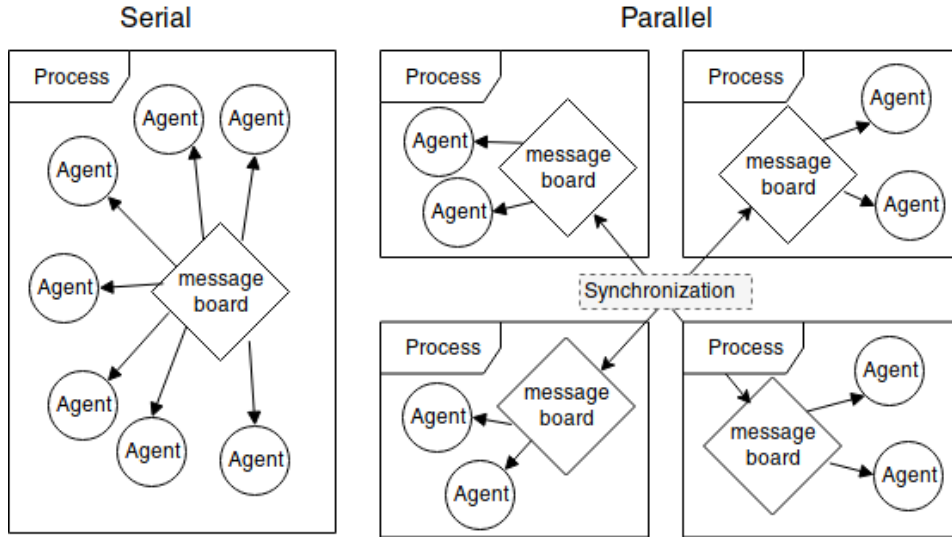 Serial
Parallel
Process
Agent
Agent
Agent
Agent
message
board
Agent
Agent
Agent
Process
Agent
message
board
Agent
Process
Agent
message
board
Agent
Synchronization
Process
message
board
Agent
Agent
Process
Agent
message
board
Agent